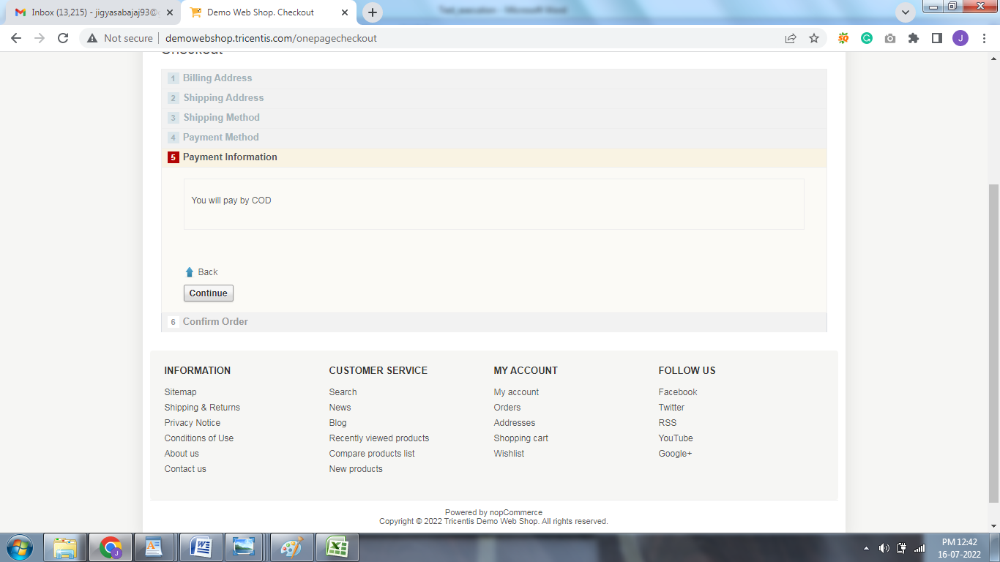 Inbox (13,215) - jigyasabajaj93@g
Demo Web Shop. Checkout
Test_execution - Microsoft Word
Not secure
demowebshop.tricentis.com/onepagecheckout
J
Checkout
1 Billing Address
2 Shipping Address
3 Shipping Method
4 Payment Method
5 Payment Information
You will pay by COD
Back
Continue
6 Confirm Order
INFORMATION
Sitemap
Shipping & Returns
Privacy Notice
Conditions of Use
About us
Contact us
CUSTOMER SERVICE
Search
News
Blog
Recently viewed products
Compare products list
New products
MY ACCOUNT
My account
Orders
Addresses
Shopping cart
Wishlist
FOLLOW US
Facebook
Twitter
RSS
YouTube
Google+
Powered by nopCommerce
Copyright © 2022 Tricentis Demo Web Shop. All rights reserved.
PM 12:42
16-07-2022